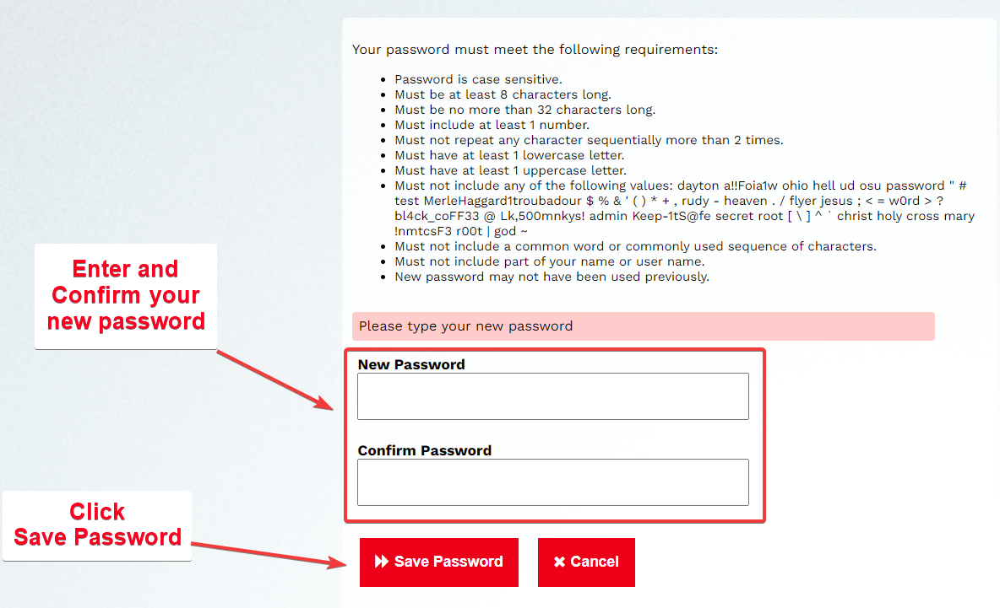 Your password must meet the following requirements:
• Password is case sensitive.
• Must be at least 8 characters long.
• Must be no more than 32 characters long.
• Must include at least 1 number.
• Must not repeat any character sequentially more than 2 times.
• Must have at least 1 lowercase letter.
• Must have at least 1 uppercase letter.
• Must not include any of the following values: dayton a!!Foia1w ohio hell ud osu password " #
test MerleHaggard1troubadour $ % & ' ( ) * + , rudy - heaven . / flyer jesus ; < = w0rd > ?
bl4ck_coFF33 @ Lk,500mnkys! admin Keep-1tS@fe secret root [ \ ] ^ ` christ holy cross mary
!nmtcsF3 r00t | god ~
• Must not include a common word or commonly used sequence of characters.
• Must not include part of your name or user name.
• New password may not have been used previously.
Enter and
Confirm your
new password
Please type your new password
New Password
Confirm Password
Click
Save Password
Save Password
Cancel